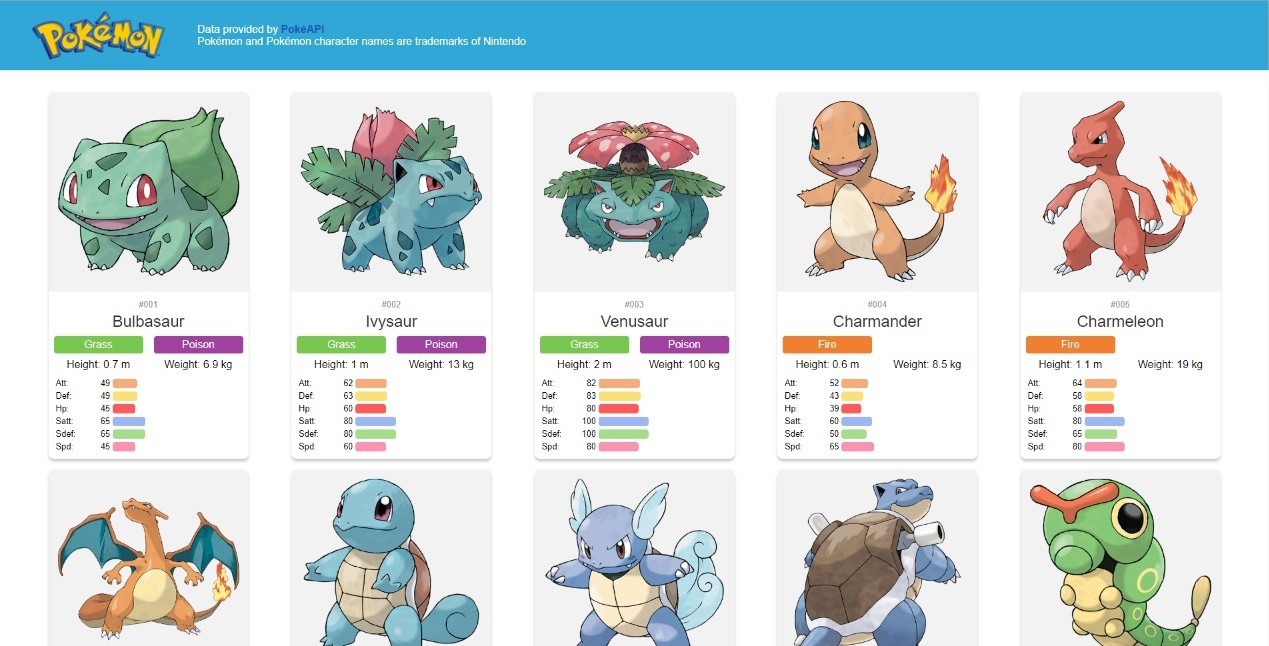 POKéMON
Data provided by PokéAPI
Pokémon and Pokémon character names are trademarks of Nintendo
#001
Bulbasaur
Grass Poison
Height: 0.7 m Weight: 6.9 kg
Att: 49
Def: 49
Hp: 45
Satt: 65
Sdef: 65
Spd: 45
#002
Ivysaur
Grass Poison
Height: 1 m Weight: 13 kg
Att: 62
Def: 63
Hp: 60
Satt: 80
Sdef: 80
Spd: 60
#003
Venusaur
Grass Poison
Height: 2 m Weight: 100 kg
Att: 82
Def: 83
Hp: 80
Satt: 100
Sdef: 100
Spd: 80
#004
Charmander
Fire
Height: 0.6 m Weight: 8.5 kg
Att: 52
Def: 43
Hp: 39
Satt: 60
Sdef: 50
Spd: 65
#005
Charmeleon
Fire
Height: 1.1 m Weight: 19 kg
Att: 64
Def: 58
Hp: 58
Satt: 80
Sdef: 65
Spd: 80